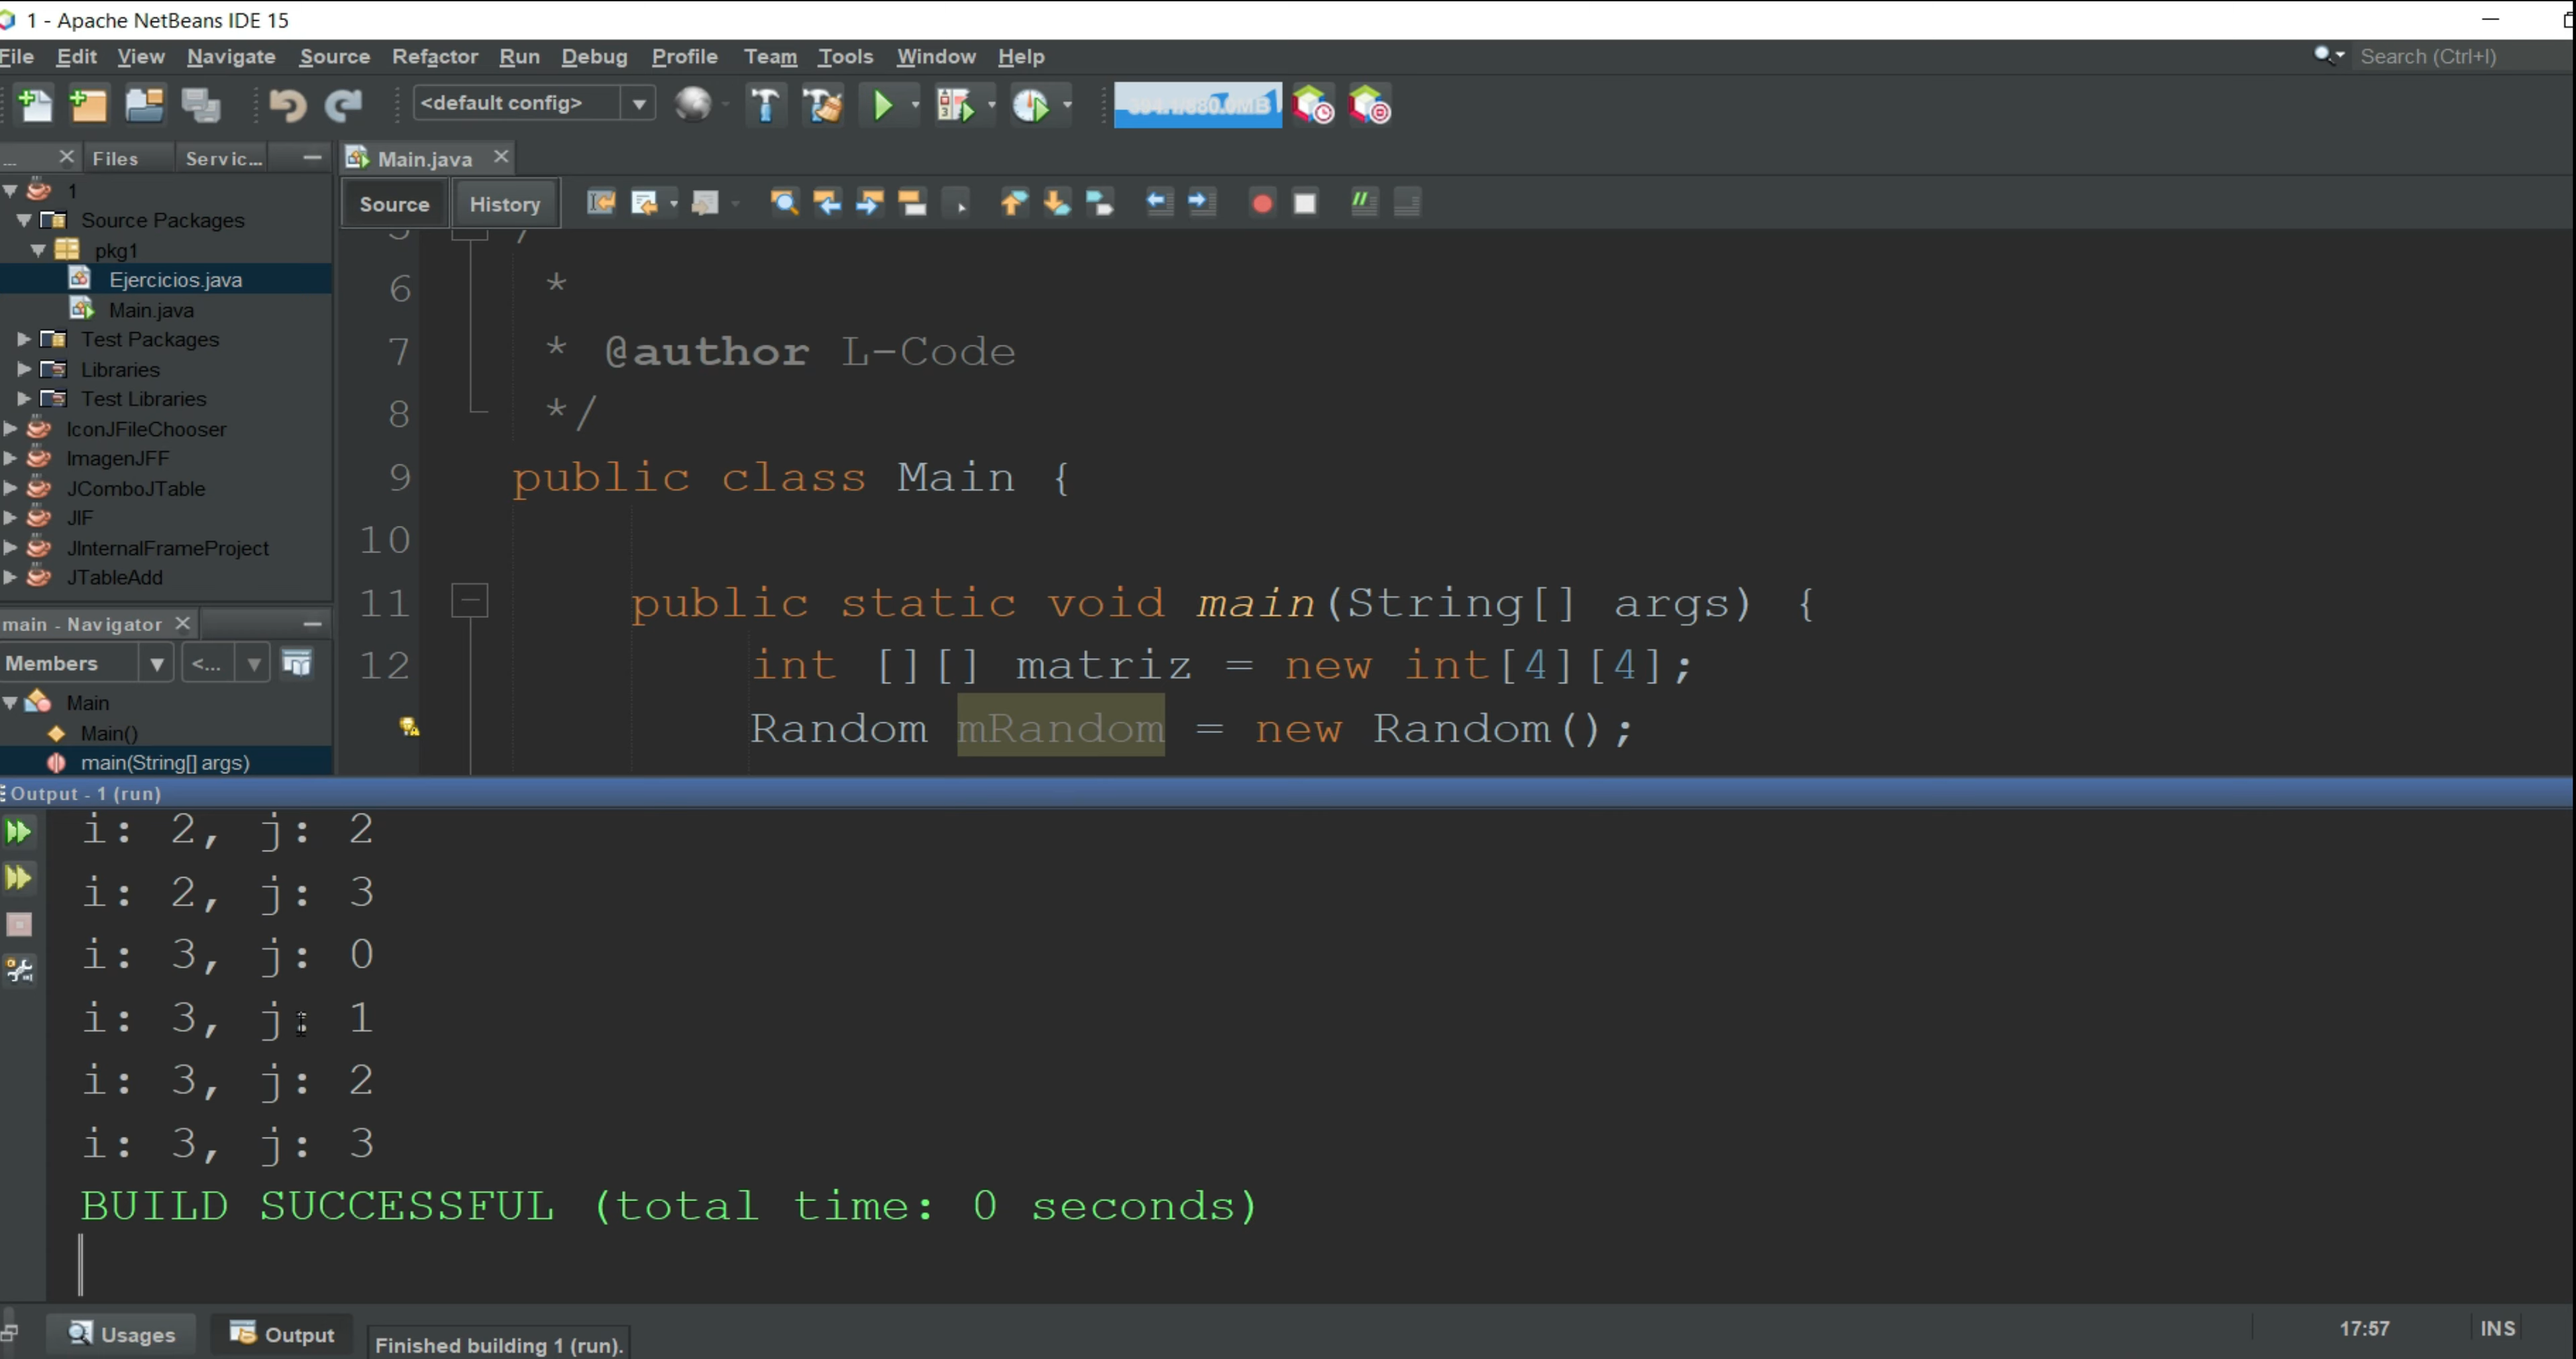 1 - Apache NetBeans IDE 15
File Edit View Navigate Source Refactor Run Debug Profile Team Tools Window Help
Search (Ctrl+I)
<default config>
... Files Servic...
Main.java
Source History
1
Source Packages
pkg1
Ejercicios.java
Main.java
Test Packages
Libraries
Test Libraries
IconJFileChooser
ImagenJFF
JComboJTable
JIF
JInternalFrameProject
JTableAdd
main - Navigator
Members <...
Main
Main()
main(String[] args)
6 *
7 * @author L-Code
8 */
9 public class Main {
10
11 public static void main(String[] args) {
12 int [][] matriz = new int[4][4];
Random mRandom = new Random();
Output - 1 (run)
i: 2, j: 2
i: 2, j: 3
i: 3, j: 0
i: 3, j: 1
i: 3, j: 2
i: 3, j: 3
BUILD SUCCESSFUL (total time: 0 seconds)
Usages Output Finished building 1 (run).
17:57 INS